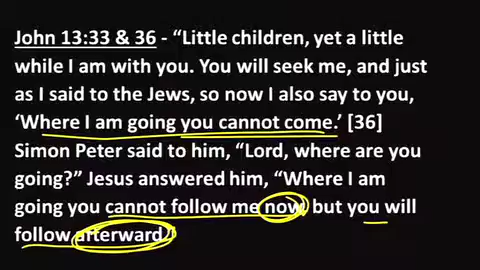 John 13:33 & 36 - “Little children, yet a little
while I am with you. You will seek me, and just
as I said to the Jews, so now I also say to you,
‘Where I am going you cannot come.’ [36]
Simon Peter said to him, “Lord, where are you
going?” Jesus answered him, “Where I am
going you cannot follow me now, but you will
follow afterward.”